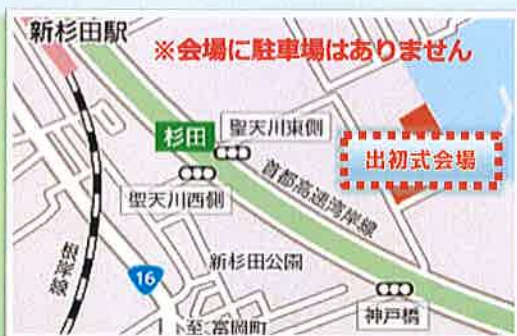 新杉田駅
※会場に駐車場はありません
杉田
聖天川東側
出初式会場
聖天川西側
首都高速湾岸線
根岸線
16
新杉田公園
神戸橋
至 富岡町